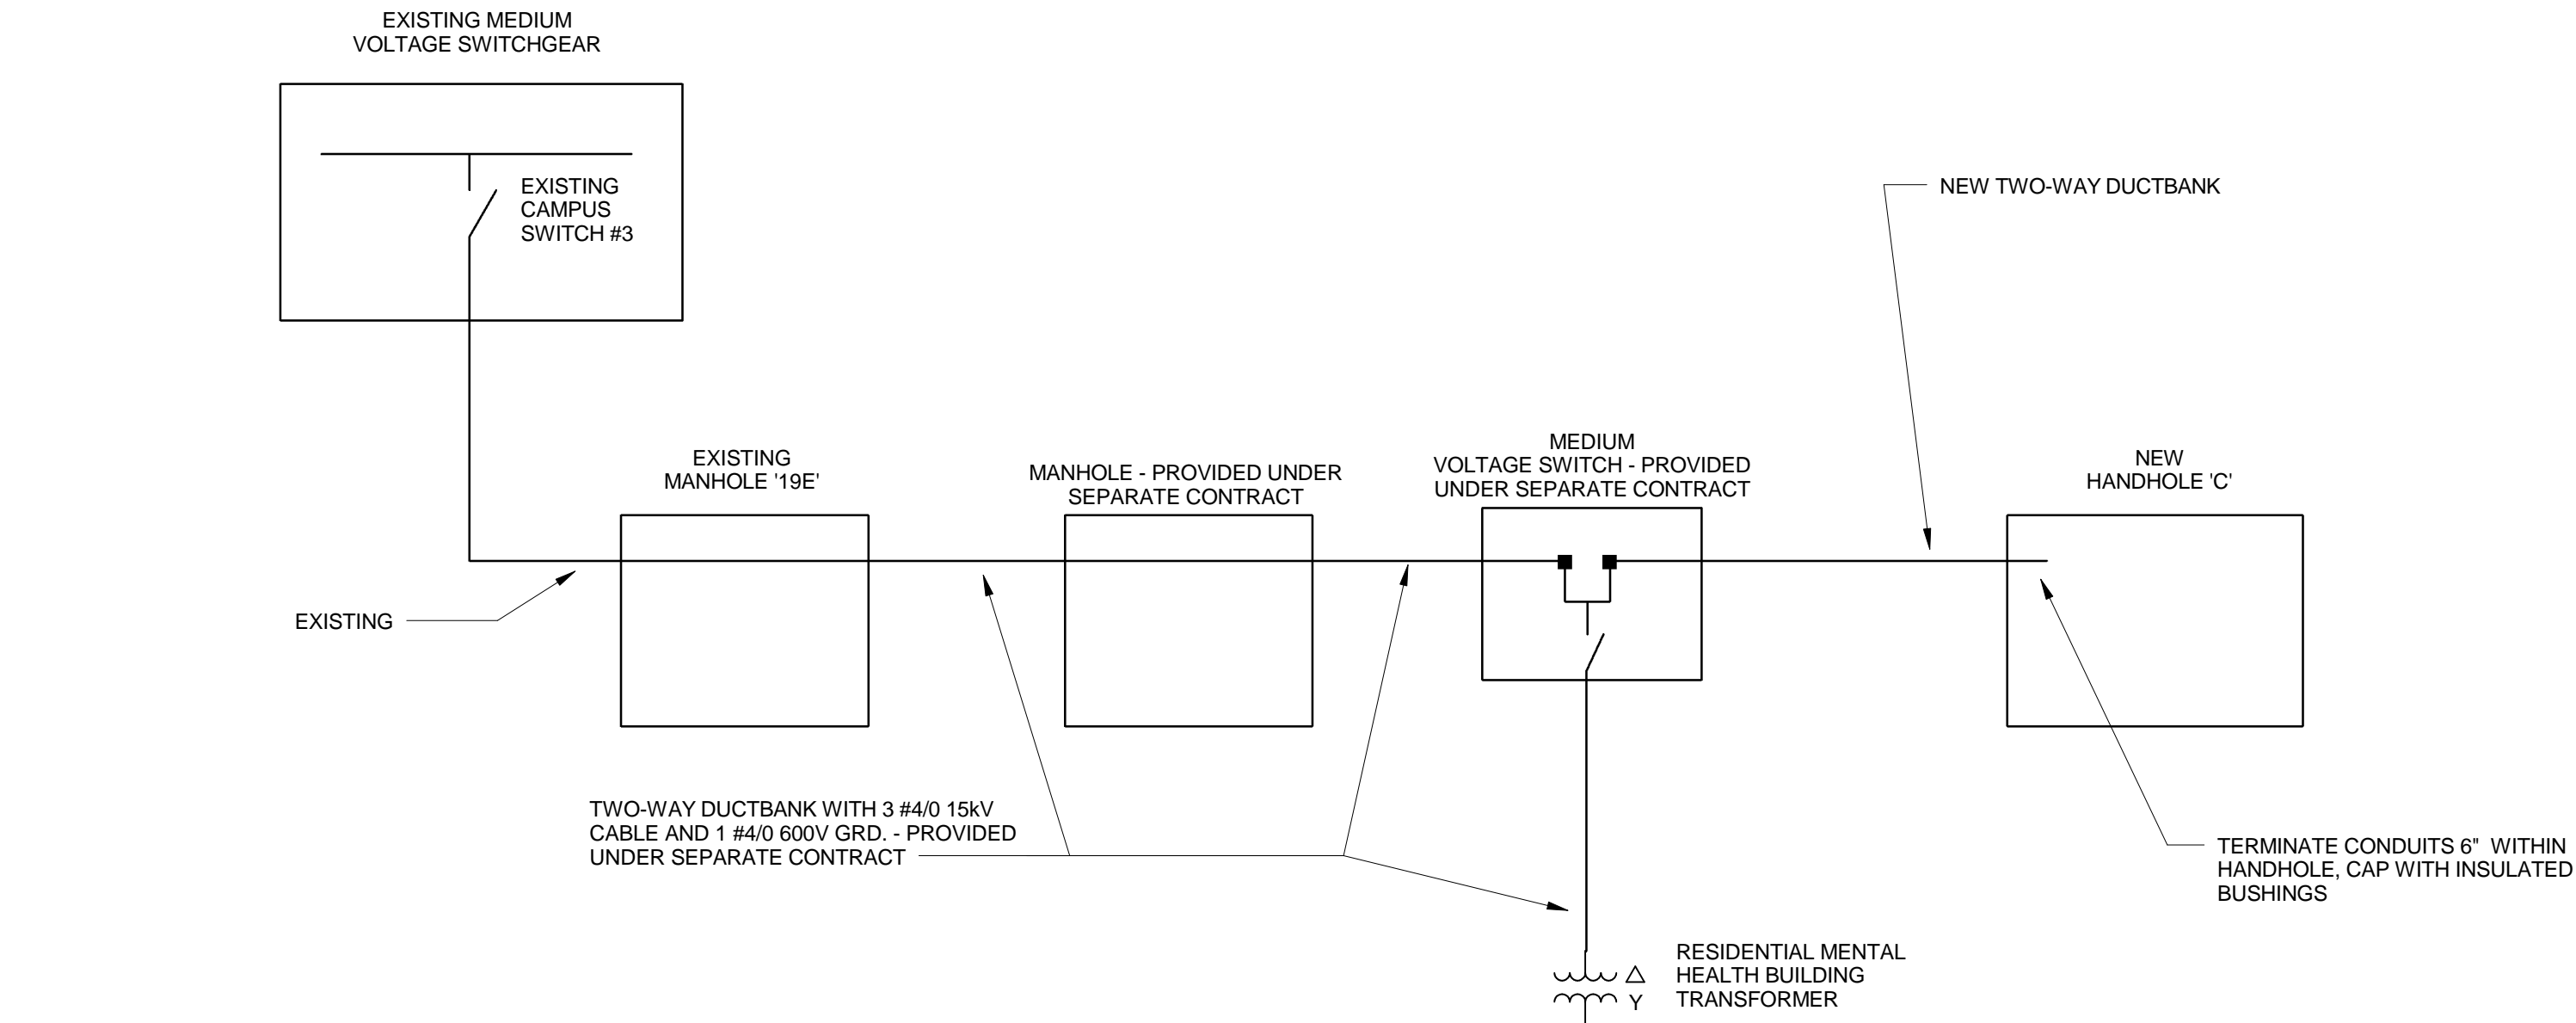 EXISTING MEDIUM
VOLTAGE SWITCHGEAR
EXISTING
CAMPUS
SWITCH #3
NEW TWO-WAY DUCTBANK
EXISTING
MANHOLE '19E'
MANHOLE - PROVIDED UNDER
SEPARATE CONTRACT
MEDIUM
VOLTAGE SWITCH - PROVIDED
UNDER SEPARATE CONTRACT
NEW
HANDHOLE 'C'
EXISTING
TWO-WAY DUCTBANK WITH 3 #4/0 15kV
CABLE AND 1 #4/0 600V GRD. - PROVIDED
UNDER SEPARATE CONTRACT
TERMINATE CONDUITS 6" WITHIN
HANDHOLE, CAP WITH INSULATED
BUSHINGS
RESIDENTIAL MENTAL
HEALTH BUILDING
TRANSFORMER
Y